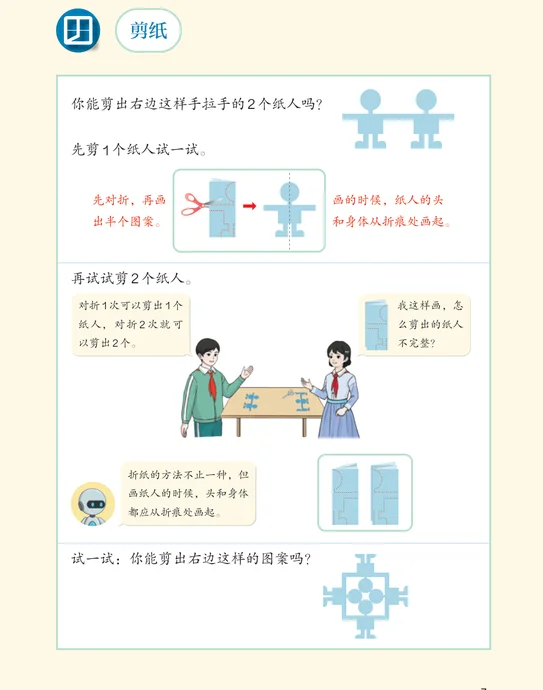 剪纸
你能剪出右边这样手拉手的2个纸人吗？
先剪1个纸人试一试。
先对折，再画
出半个图案。
画的时候，纸人的头
和身体从折痕处画起。
再试试剪2个纸人。
对折1次可以剪出1个
纸人，对折2次就可
以剪出2个。
我这样画，怎
么剪出的纸人
不完整？
折纸的方法不止一种，但
画纸人的时候，头和身体
都应从折痕处画起。
试一试：你能剪出右边这样的图案吗？